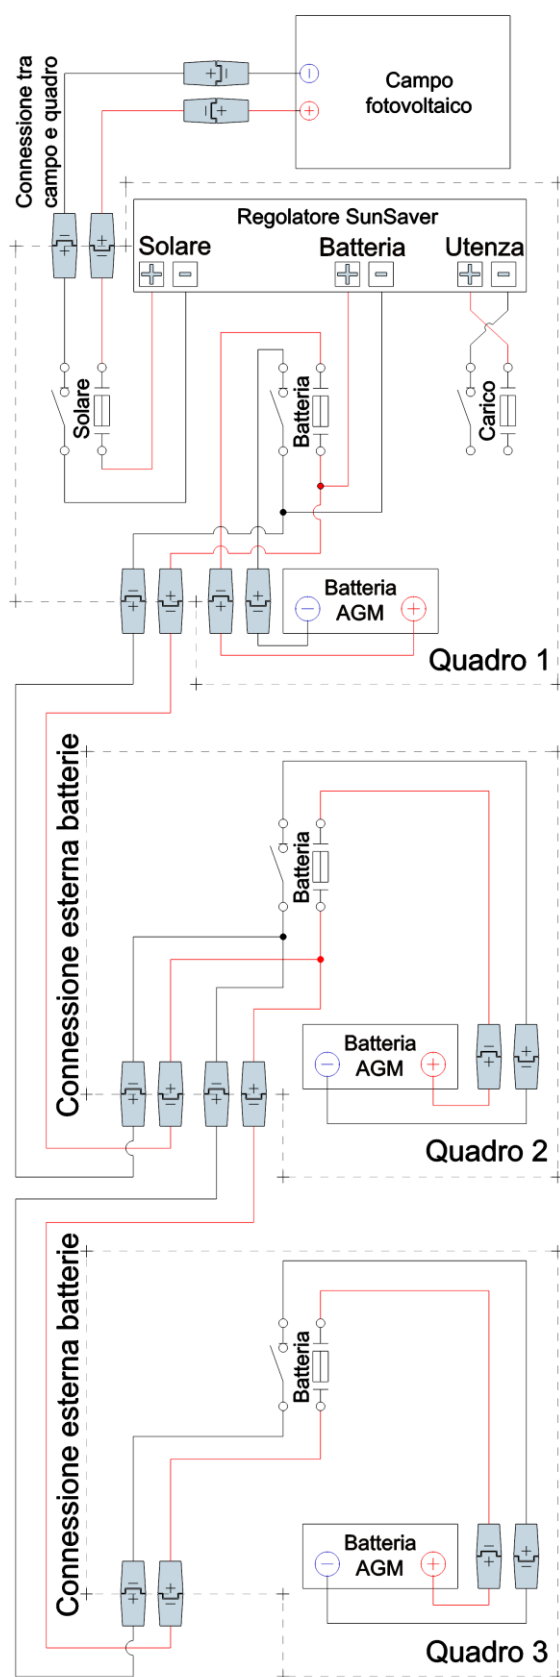 Connessione tra
campo e quadro
Campo
fotovoltaico
Regolatore SunSaver
Solare
Batteria
Utenza
+
-
+
-
+
-
Solare
Batteria
Carico
Batteria
AGM
Quadro 1
Connessione esterna batterie
Batteria
Batteria
AGM
Quadro 2
Connessione esterna batterie
Batteria
Batteria
AGM
Quadro 3